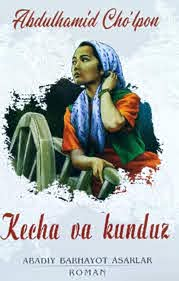 Abdulhamid Cho'lpon
Kecha va kunduz
ABADIY BARHAYOT ASARLAR
ROMAN